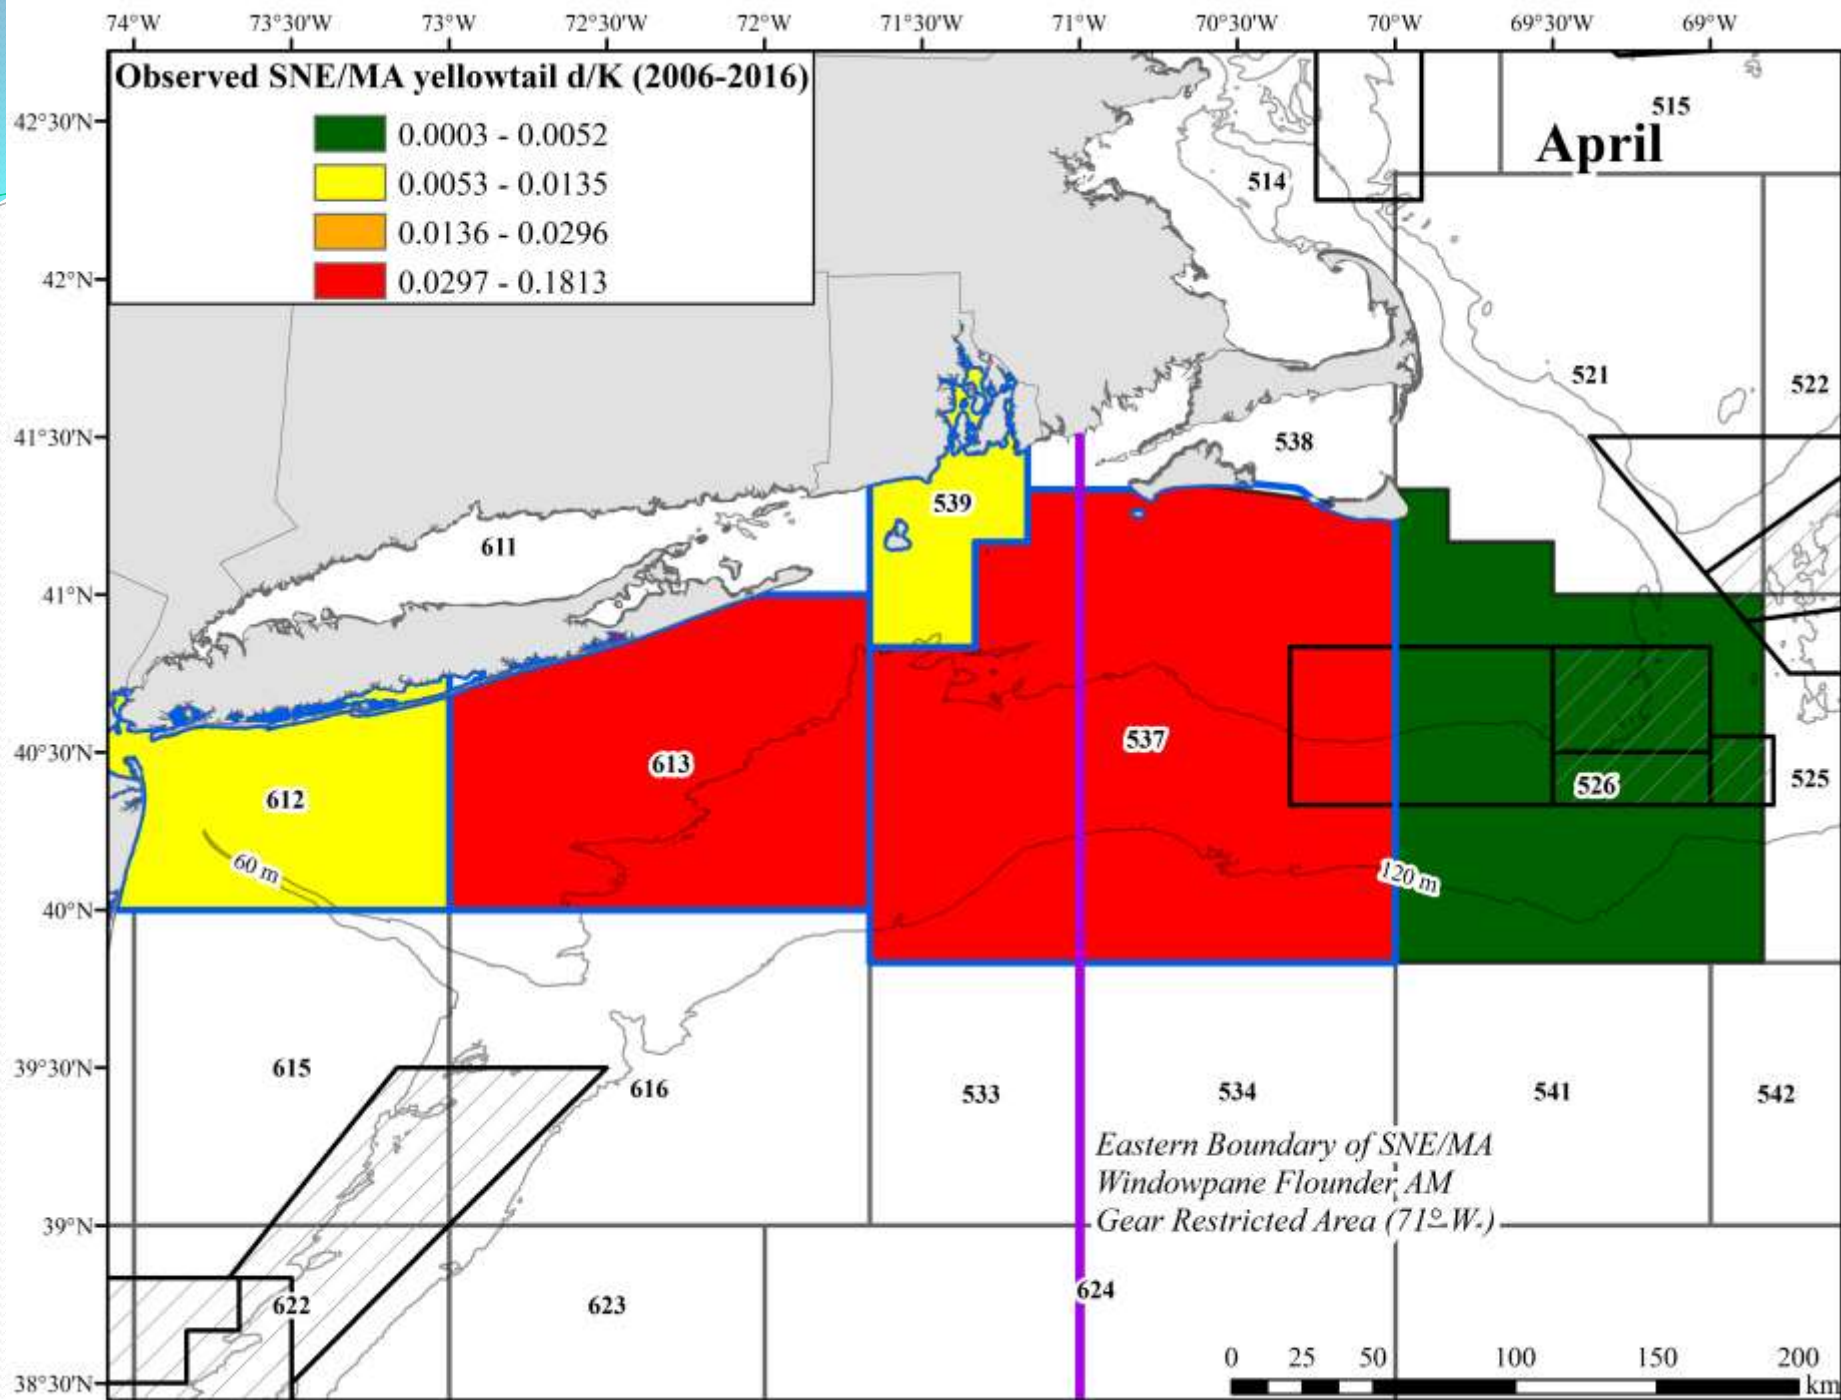 74°W 73°30'W 73°W 72°30'W 72°W 71°30'W 71°W 70°30'W 70°W 69°30'W 69°W
Observed SNE/MA yellowtail d/K (2006-2016)
0.0003 - 0.0052
0.0053 - 0.0135
0.0136 - 0.0296
0.0297 - 0.1813
April
515
42°30'N
514
42°N
521
522
41°30'N
538
539
611
41°N
537
40°30'N
613
526
525
612
60 m
120 m
40°N
39°30'N
615
616
533
534
541
542
Eastern Boundary of SNE/MA
Windowpane Flounder AM
Gear Restricted Area (71° W.)
39°N
624
622
623
38°30'N
0 25 50 100 150 200
km